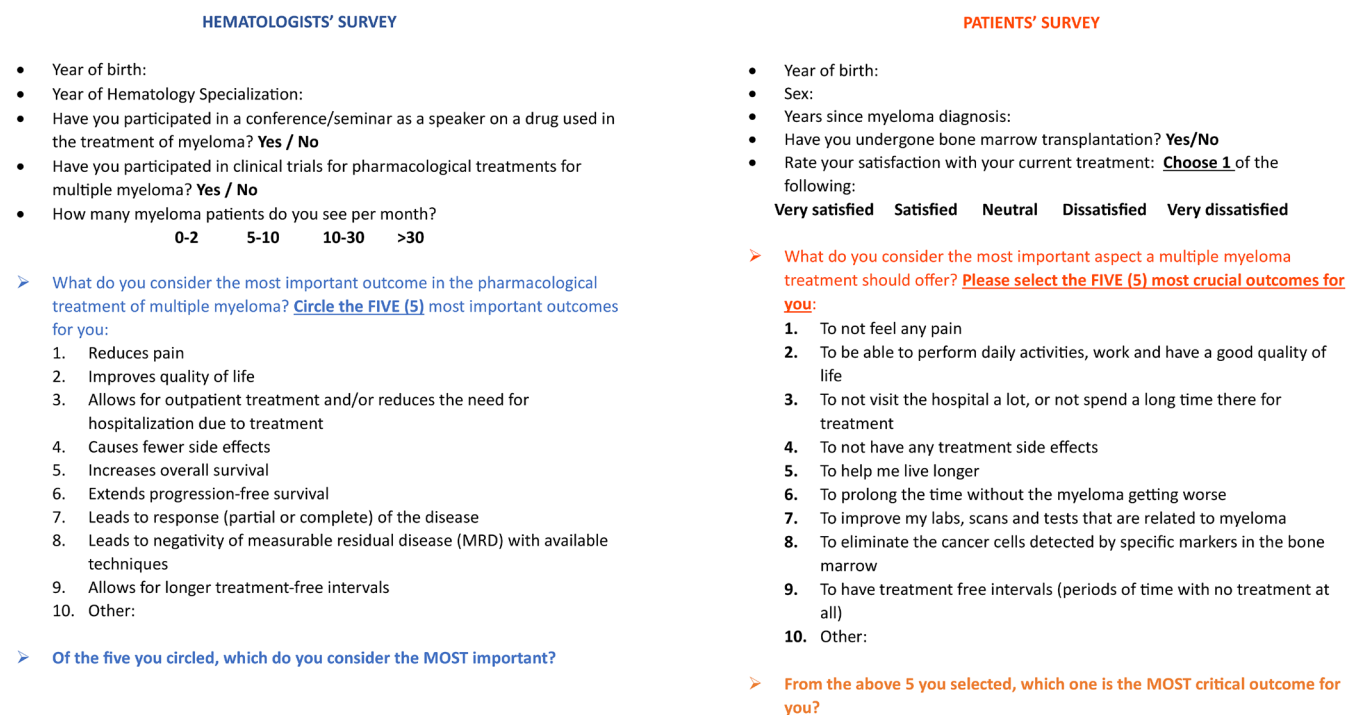 HEMATOLOGISTS’ SURVEY
• Year of birth:
• Year of Hematology Specialization:
• Have you participated in a conference/seminar as a speaker on a drug used in
the treatment of myeloma? Yes / No
• Have you participated in clinical trials for pharmacological treatments for
multiple myeloma? Yes / No
• How many myeloma patients do you see per month?
0-2 5-10 10-30 >30
➢ What do you consider the most important outcome in the pharmacological
treatment of multiple myeloma? Circle the FIVE (5) most important outcomes
for you:
1. Reduces pain
2. Improves quality of life
3. Allows for outpatient treatment and/or reduces the need for
hospitalization due to treatment
4. Causes fewer side effects
5. Increases overall survival
6. Extends progression-free survival
7. Leads to response (partial or complete) of the disease
8. Leads to negativity of measurable residual disease (MRD) with available
techniques
9. Allows for longer treatment-free intervals
10. Other:
➢ Of the five you circled, which do you consider the MOST important?
PATIENTS’ SURVEY
• Year of birth:
• Sex:
• Years since myeloma diagnosis:
• Have you undergone bone marrow transplantation? Yes/No
• Rate your satisfaction with your current treatment: Choose 1 of the
following:
Very satisfied Satisfied Neutral Dissatisfied Very dissatisfied
➢ What do you consider the most important aspect a multiple myeloma
treatment should offer? Please select the FIVE (5) most crucial outcomes for
you:
1. To not feel any pain
2. To be able to perform daily activities, work and have a good quality of
life
3. To not visit the hospital a lot, or not spend a long time there for
treatment
4. To not have any treatment side effects
5. To help me live longer
6. To prolong the time without the myeloma getting worse
7. To improve my labs, scans and tests that are related to myeloma
8. To eliminate the cancer cells detected by specific markers in the bone
marrow
9. To have treatment free intervals (periods of time with no treatment at
all)
10. Other:
➢ From the above 5 you selected, which one is the MOST critical outcome for
you?